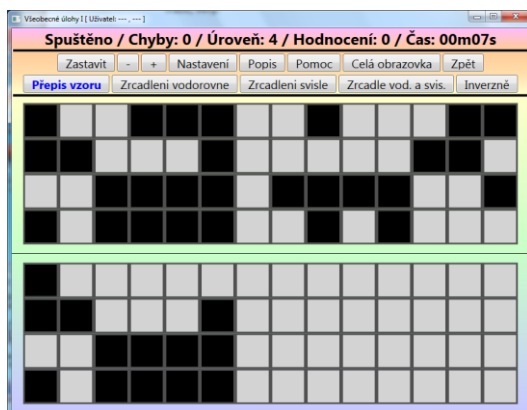 Všeobecné úlohy I [ Uživatel: --- , --- ]
Spuštěno / Chyby: 0 / Úroveň: 4 / Hodnocení: 0 / Čas: 00m07s
Zastavit - + Nastavení Popis Pomoc Celá obrazovka Zpět
Přepis vzoru Zrcadleni vodorovne Zrcadleni svisle Zrcadle vod. a svis. Inverzně